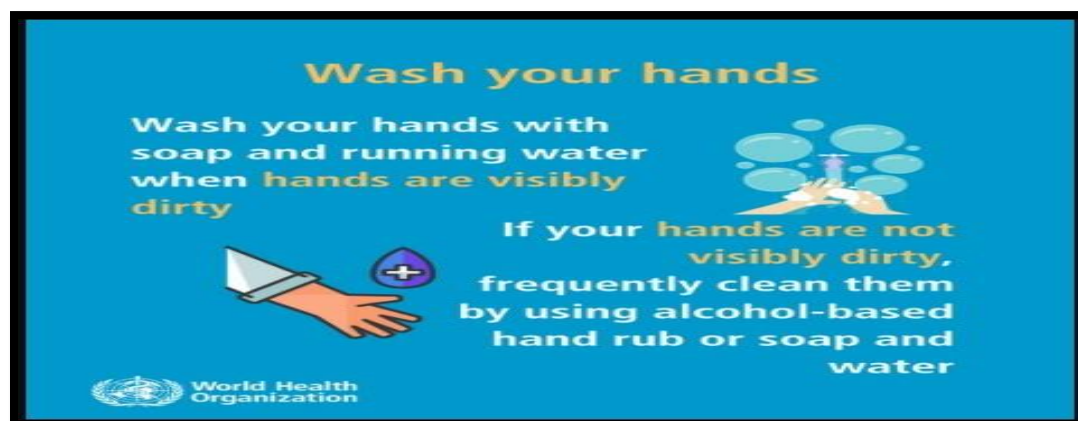 Wash your hands
Wash your hands with
soap and running water
when hands are visibly
dirty
If your hands are not
visibly dirty,
frequently clean them
by using alcohol-based
hand rub or soap and
water
World Health
Organization